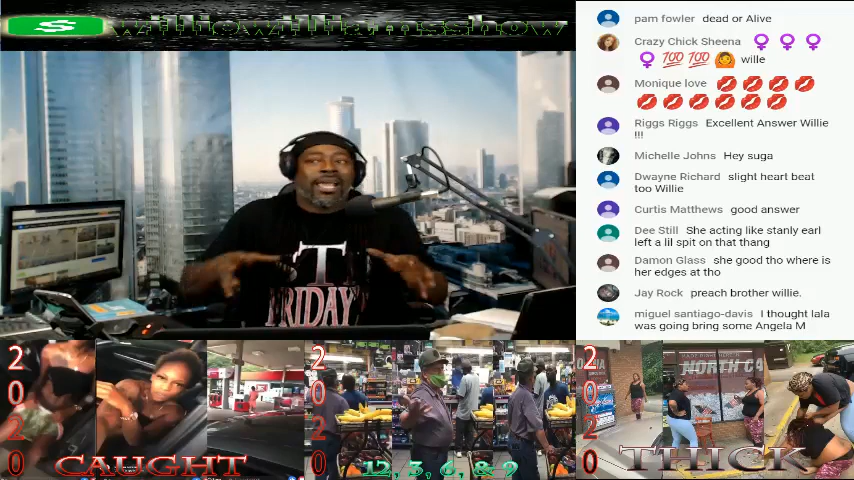 $
williewilliamsshow
pam fowler dead or Alive
Crazy Chick Sheena ♀ ♀ ♀
♀ 💯 💯 🙆 wille
Monique love 💋 💋 💋 💋
💋 💋 💋 💋 💋 💋
Riggs Riggs Excellent Answer Willie
!!!
Michelle Johns Hey suga
Dwayne Richard slight heart beat
too Willie
Curtis Matthews good answer
Dee Still She acting like stanly earl
left a lil spit on that thang
Damon Glass she good tho where is
her edges at tho
Jay Rock preach brother willie.
miguel santiago-davis I thought lala
was going bring some Angela M
T
FRIDAY
2020
CAUGHT
2020
12, 3, 6, & 9
2020
NORTH C
THICK